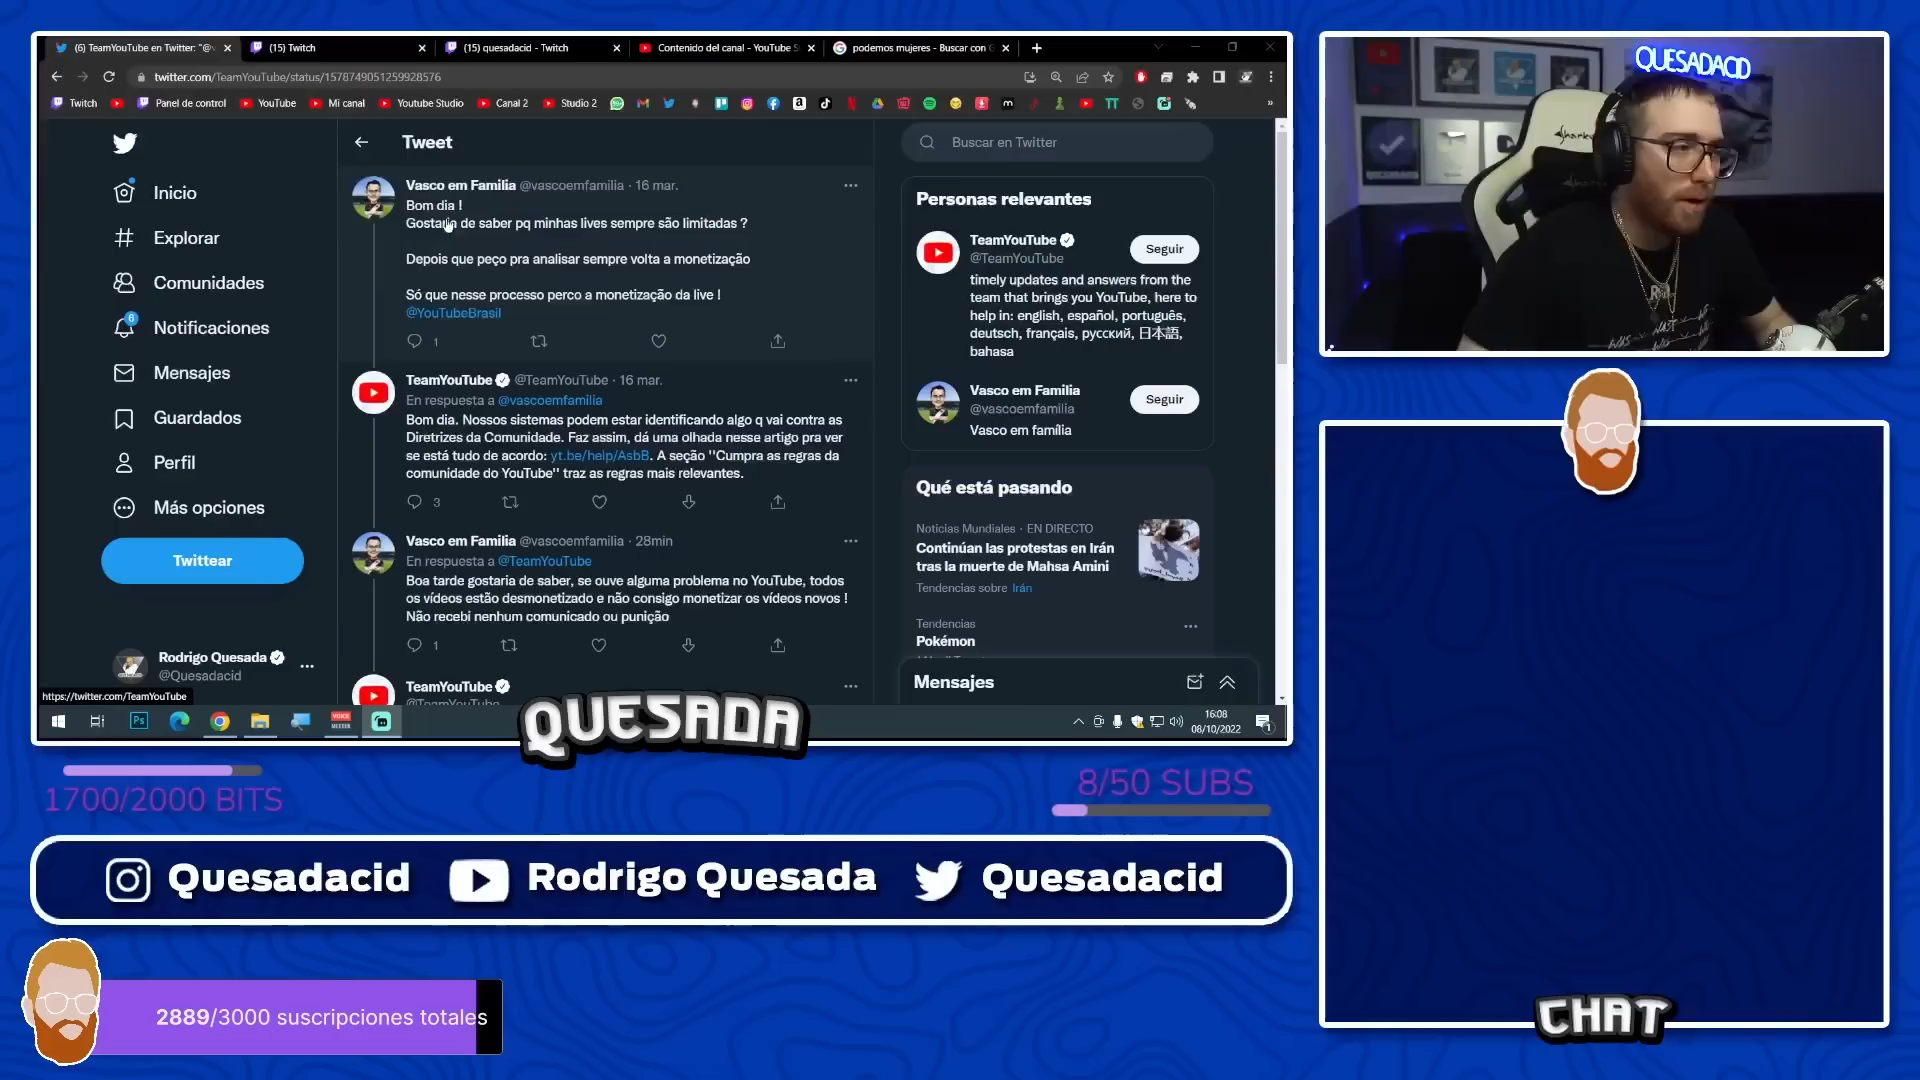 (6) TeamYouTube en Twitter: "@v
(15) Twitch
(15) quesadacid - Twitch
Contenido del canal - YouTube S
podemos mujeres - Buscar con G
twitter.com/TeamYouTube/status/1578749051259928576
Twitch
Panel de control
YouTube
Mi canal
Youtube Studio
Canal 2
Studio 2
Inicio
Explorar
Comunidades
Notificaciones
6
Mensajes
Guardados
Perfil
Más opciones
Twittear
Rodrigo Quesada
@Quesadacid
https://twitter.com/TeamYouTube
Tweet
Vasco em Familia @vascoemfamilia · 16 mar.
Bom dia !
Gostaria de saber pq minhas lives sempre são limitadas ?
Depois que peço pra analisar sempre volta a monetização
Só que nesse processo perco a monetização da live !
@YouTubeBrasil
1
TeamYouTube @TeamYouTube · 16 mar.
En respuesta a @vascoemfamilia
Bom dia. Nossos sistemas podem estar identificando algo q vai contra as
Diretrizes da Comunidade. Faz assim, dá uma olhada nesse artigo pra ver
se está tudo de acordo: yt.be/help/AsbB. A seção ''Cumpra as regras da
comunidade do YouTube'' traz as regras mais relevantes.
3
Vasco em Familia @vascoemfamilia · 28min
En respuesta a @TeamYouTube
Boa tarde gostaria de saber, se ouve alguma problema no YouTube, todos
os vídeos estão desmonetizado e não consigo monetizar os vídeos novos !
Não recebi nenhum comunicado ou punição
1
TeamYouTube
@TeamYouTube
Buscar en Twitter
Personas relevantes
TeamYouTube
@TeamYouTube
Seguir
timely updates and answers from the
team that brings you YouTube, here to
help in: english, español, português,
deutsch, français, русский, 日本語,
bahasa
Vasco em Familia
@vascoemfamilia
Seguir
Vasco em família
Qué está pasando
Noticias Mundiales · EN DIRECTO
Continúan las protestas en Irán
tras la muerte de Mahsa Amini
Tendencias sobre Irán
Tendencias
Pokémon
Mensajes
Ps
16:08
08/10/2022
1
QUESADACID
QUESADA
1700/2000 BITS
8/50 SUBS
Quesadacid
Rodrigo Quesada
Quesadacid
2889/3000 suscripciones totales
CHAT